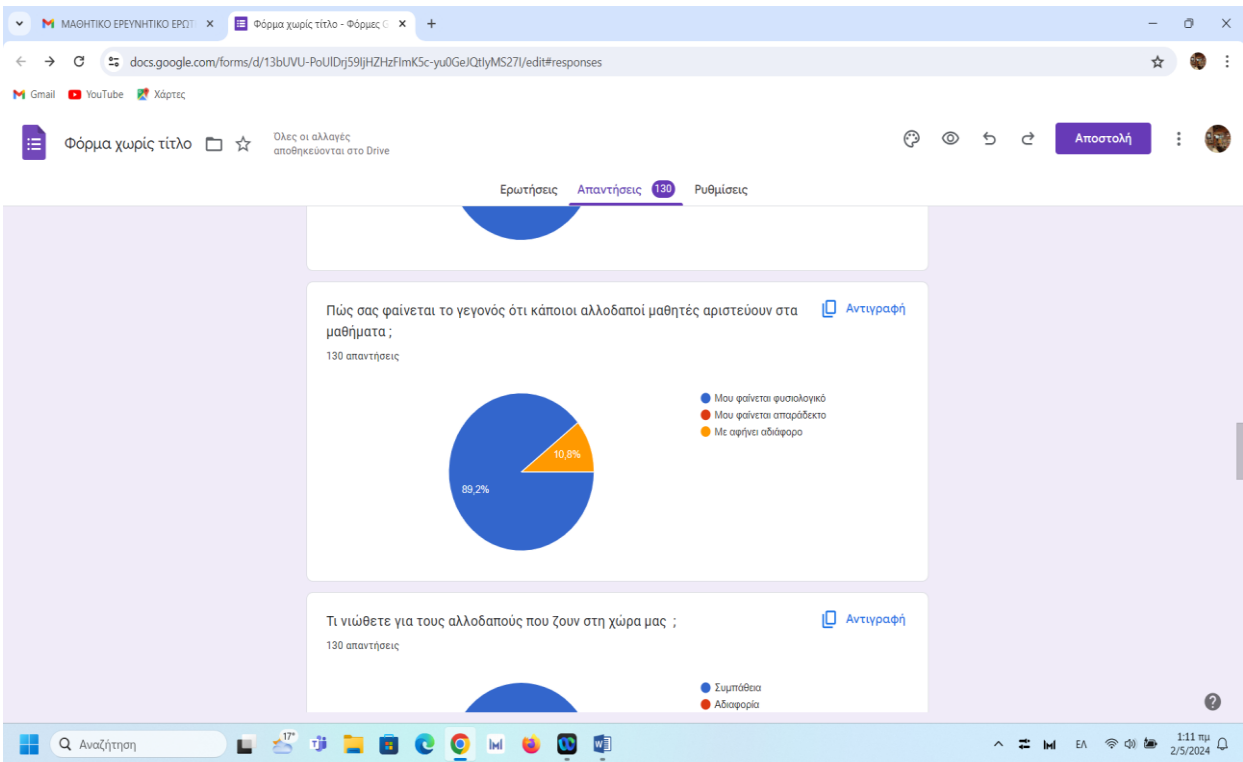 ΜΑΘΗΤΙΚΟ ΕΡΕΥΝΗΤΙΚΟ ΕΡΩΤ
Φόρμα χωρίς τίτλο - Φόρμες G
docs.google.com/forms/d/13bUVU-PoUlDrj59ljHZHzFlmK5c-yu0GeJQtlyMS27I/edit#responses
Gmail
YouTube
Χάρτες
Φόρμα χωρίς τίτλο
Όλες οι αλλαγές
αποθηκεύονται στο Drive
Αποστολή
Ερωτήσεις
Απαντήσεις 130
Ρυθμίσεις
Πώς σας φαίνεται το γεγονός ότι κάποιοι αλλοδαποί μαθητές αριστεύουν στα
μαθήματα ;
Αντιγραφή
130 απαντήσεις
Μου φαίνεται φυσιολογικό
Μου φαίνεται απαράδεκτο
Με αφήνει αδιάφορο
10,8%
89,2%
Τι νιώθετε για τους αλλοδαπούς που ζουν στη χώρα μας ;
Αντιγραφή
130 απαντήσεις
Συμπάθεια
Αδιαφορία
Αναζήτηση
17°
ΕΛ
1:11 πμ
2/5/2024